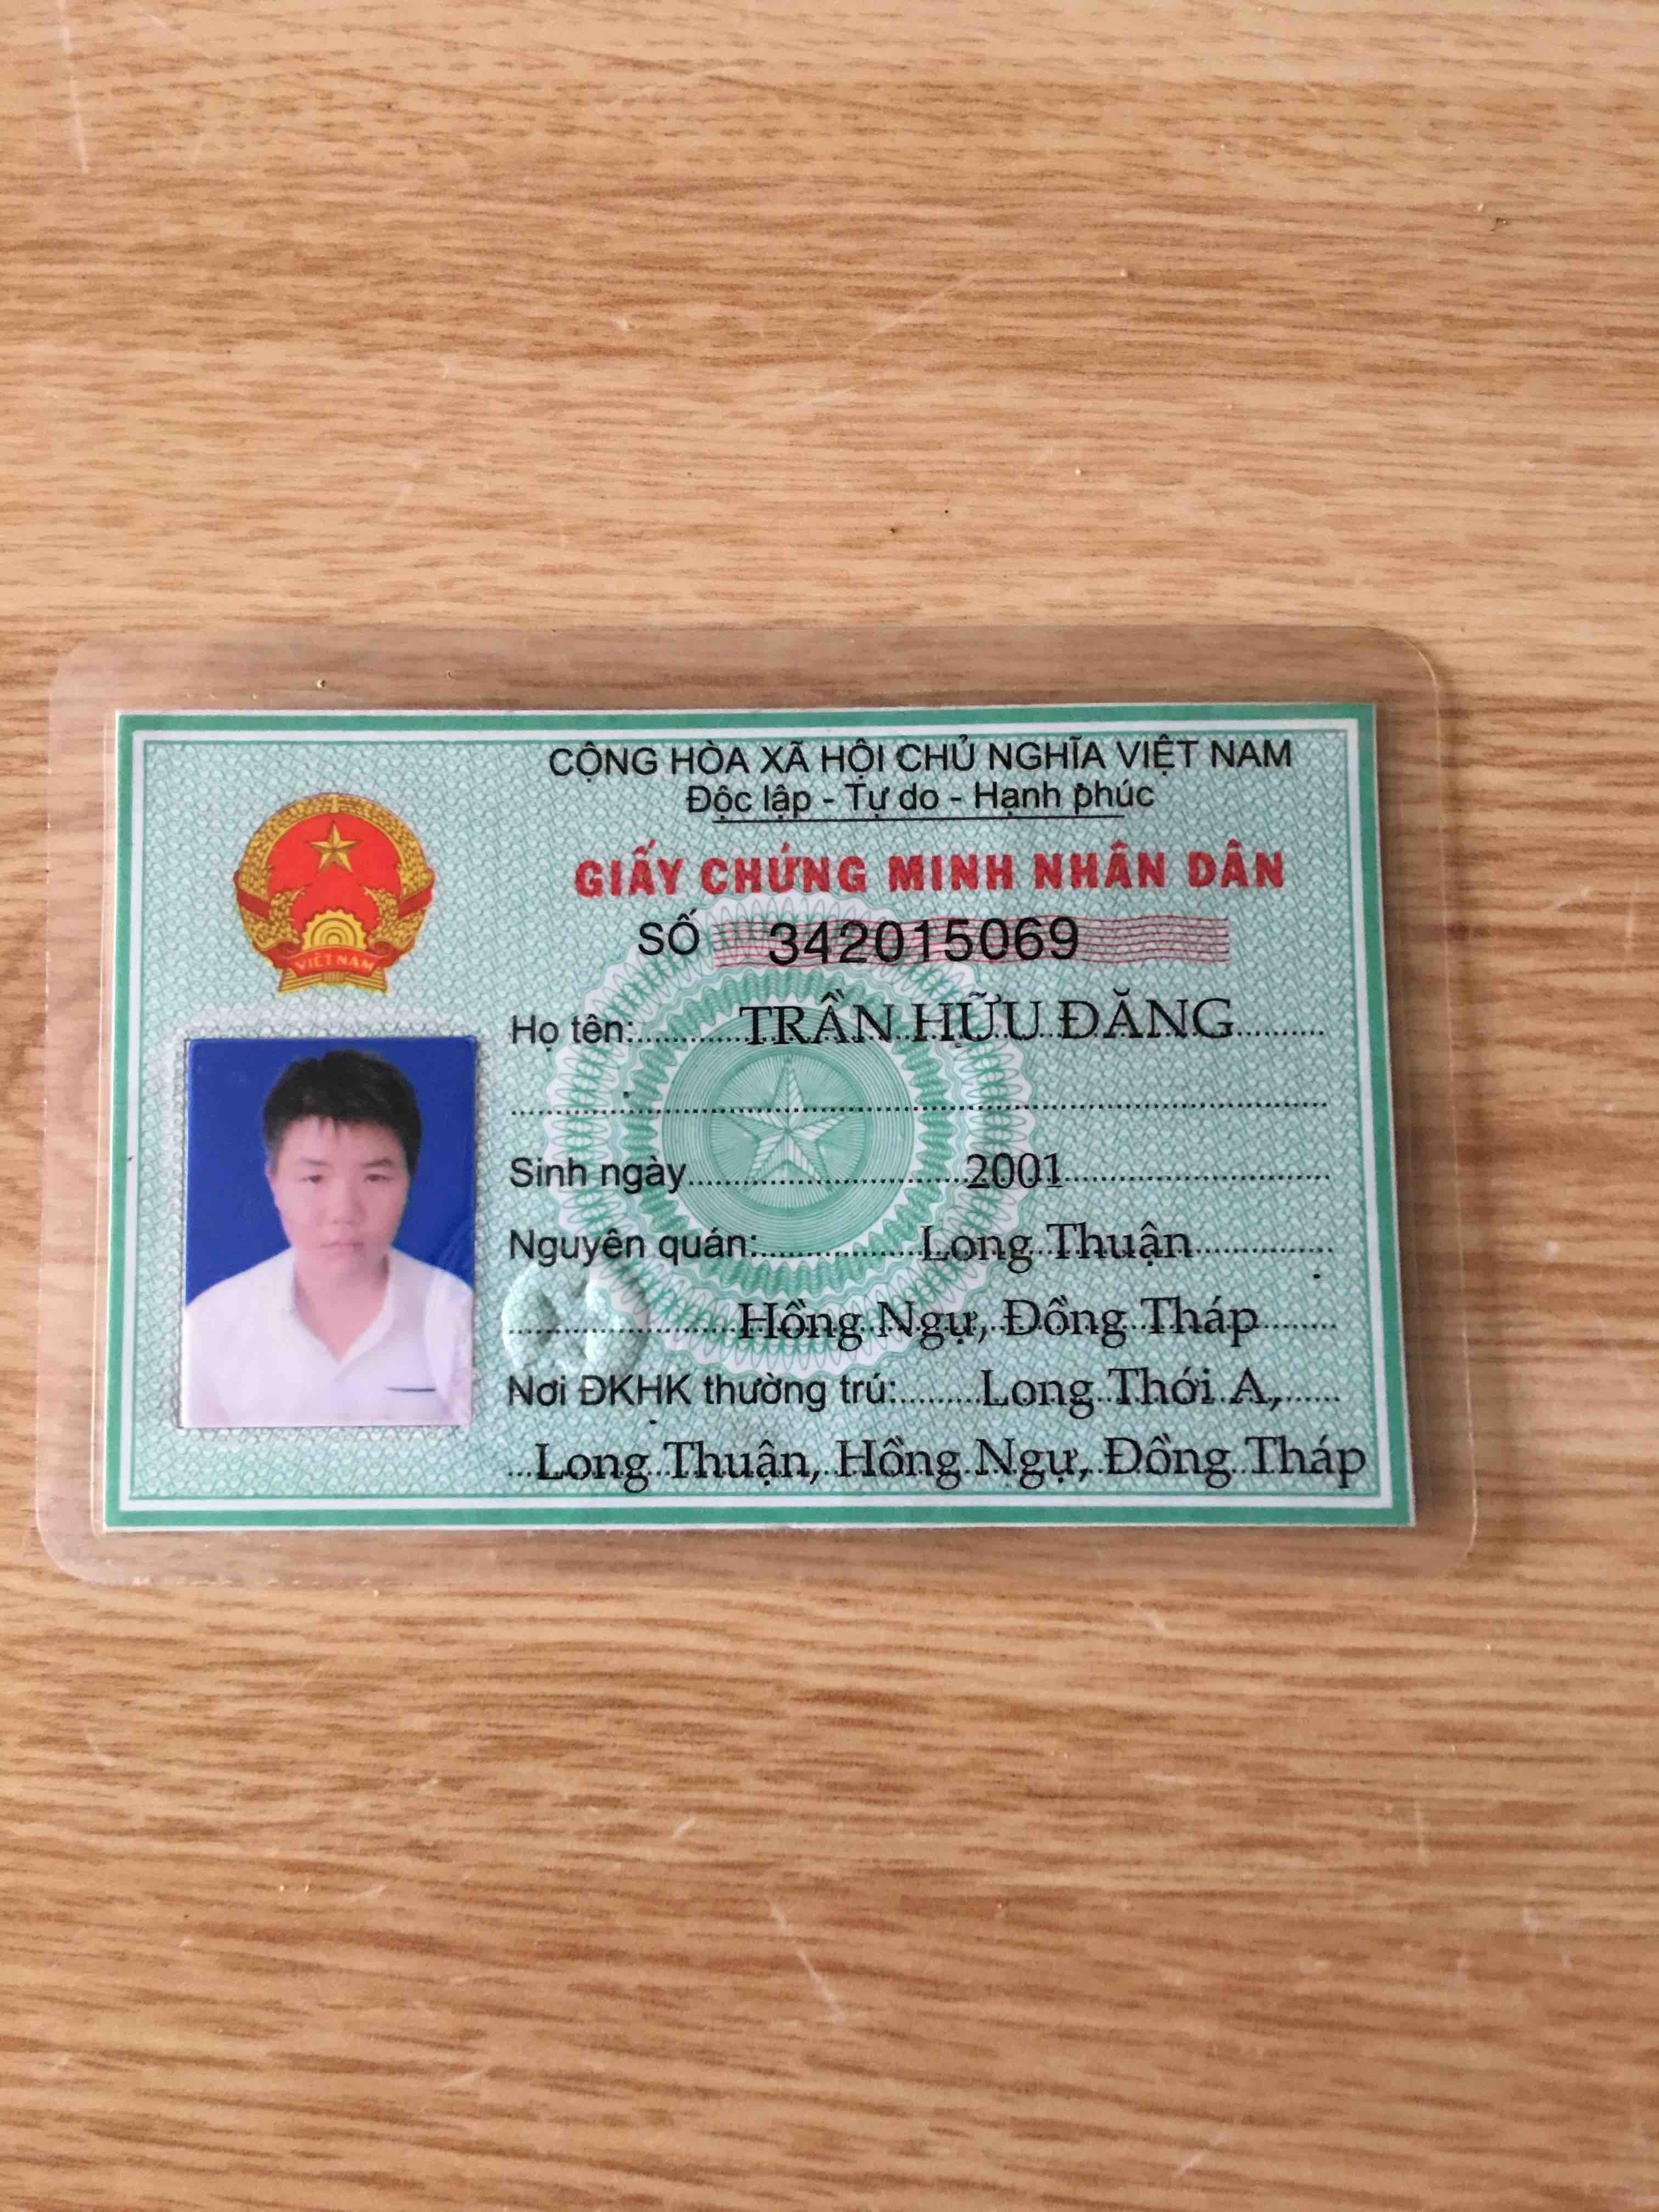 CỘNG HÒA XÃ HỘI CHỦ NGHĨA VIỆT NAM
Độc lập - Tự do - Hạnh phúc
GIẤY CHỨNG MINH NHÂN DÂN
SỐ 342015069
VIỆT NAM
Họ tên: TRẦN HỮU ĐĂNG
Sinh ngày 2001
Nguyên quán: Long Thuận
Hồng Ngự, Đồng Tháp
Nơi ĐKHK thường trú: Long Thới A,
Long Thuận, Hồng Ngự, Đồng Tháp